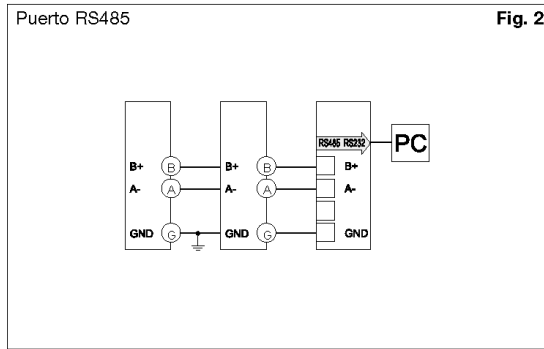 Puerto RS485 Fig. 2
RS485 RS232 PC
B+ B B+ B B+
A- A A- A A-
GND G GND G GND